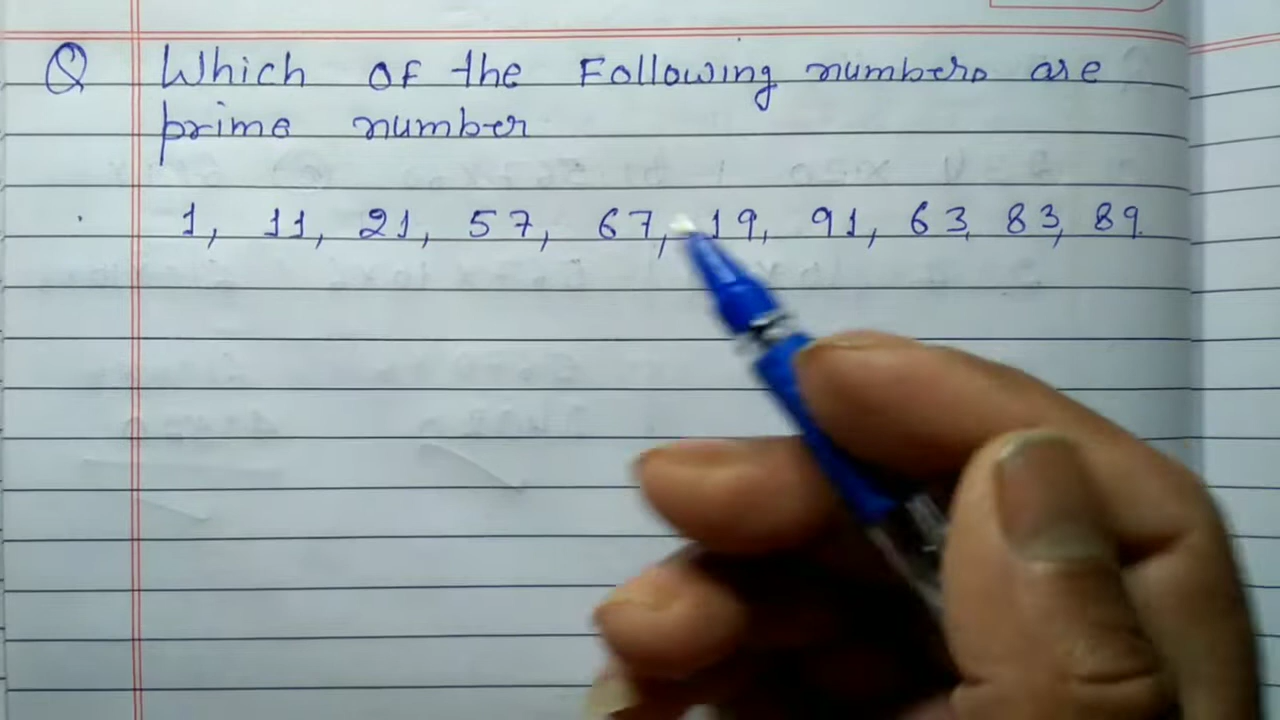 Q Which OF the Following numbers are
prime number
1, 11, 21, 57, 67, 19, 91, 63, 83, 89.